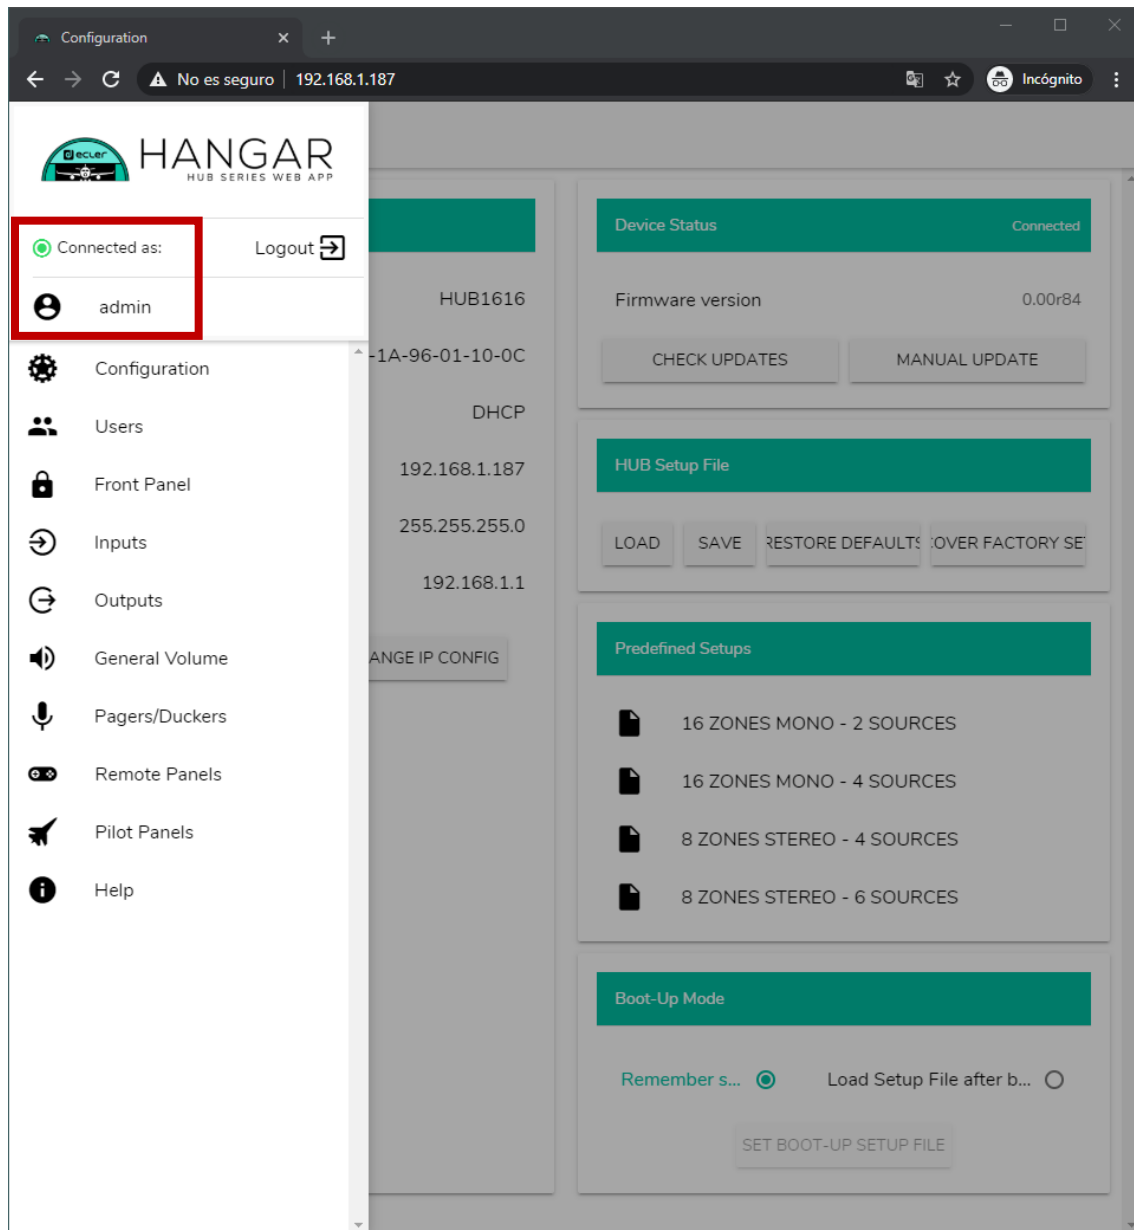 Configuration
No es seguro | 192.168.1.187
Incógnito
ecler
HANGAR
HUB SERIES WEB APP
Connected as:
Logout
admin
Configuration
Users
Front Panel
Inputs
Outputs
General Volume
Pagers/Duckers
Remote Panels
Pilot Panels
Help
HUB1616
-1A-96-01-10-0C
DHCP
192.168.1.187
255.255.255.0
192.168.1.1
ANGE IP CONFIG
Device Status
Connected
Firmware version
0.00r84
CHECK UPDATES
MANUAL UPDATE
HUB Setup File
LOAD
SAVE
RESTORE DEFAULTS
OVER FACTORY SE
Predefined Setups
16 ZONES MONO - 2 SOURCES
16 ZONES MONO - 4 SOURCES
8 ZONES STEREO - 4 SOURCES
8 ZONES STEREO - 6 SOURCES
Boot-Up Mode
Remember s...
Load Setup File after b...
SET BOOT-UP SETUP FILE